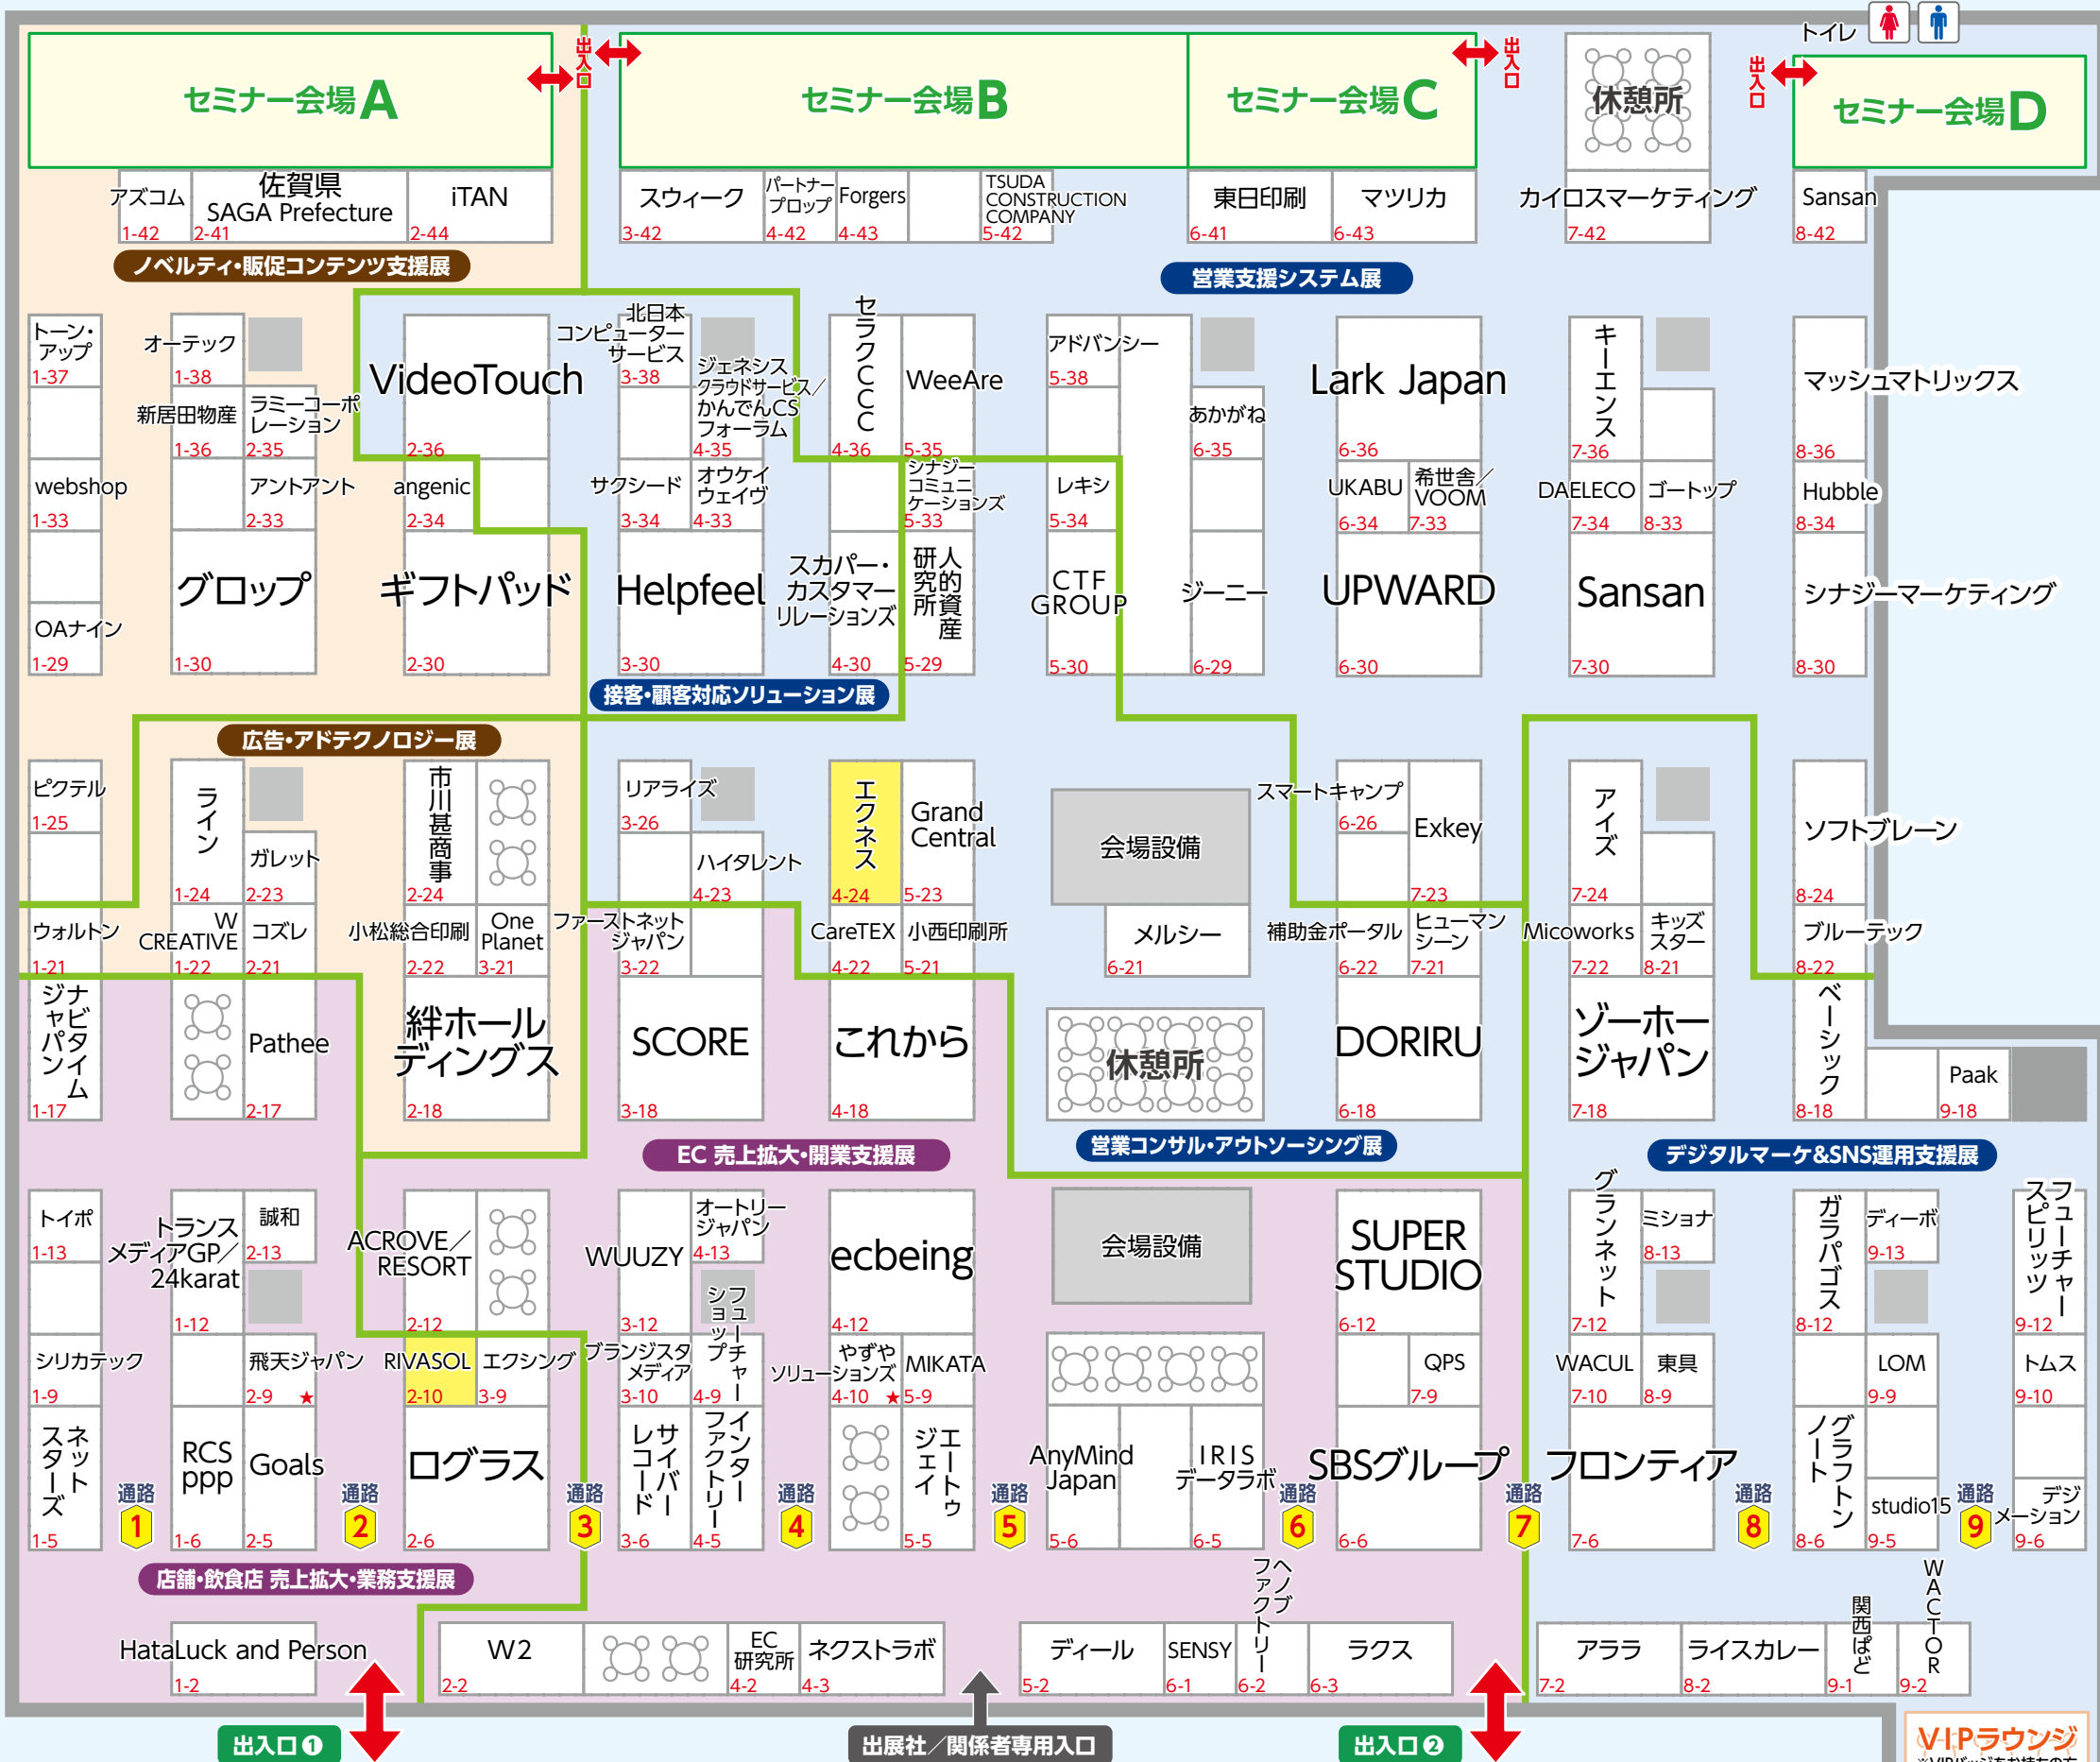 トイレ
出入口
出入口
出入口
セミナー会場A
セミナー会場B
セミナー会場C
休憩所
セミナー会場D
アズコム
1-42
佐賀県
SAGA Prefecture
2-41
iTAN
2-44
スウィーク
3-42
パートナー
プロップ
4-42
Forgers
4-43
TSUDA
CONSTRUCTION
COMPANY
5-42
東日印刷
6-41
マツリカ
6-43
カイロスマーケティング
7-42
Sansan
8-42
ノベルティ・販促コンテンツ支援展
営業支援システム展
トーン・
アップ
1-37
オーテック
1-38
新居田物産
1-36
ラミーコーポ
レーション
2-35
VideoTouch
2-36
北日本
コンピューター
サービス
3-38
ジェネシス
クラウドサービス／
かんでんCS
フォーラム
4-35
セラクCCC
4-36
WeeAre
5-35
アドバンシー
5-38
あかがね
6-35
Lark Japan
6-36
キーエンス
7-36
マッシュマトリックス
8-36
webshop
1-33
アントアント
2-33
angenic
2-34
サクシード
3-34
オウケイ
ウェイヴ
4-33
シナジー
コミュニ
ケーションズ
5-33
レキシ
5-34
UKABU
6-34
希世舎／
VOOM
7-33
DAELECO
7-34
ゴートップ
8-33
Hubble
8-34
OAナイン
1-29
グロップ
1-30
ギフトパッド
2-30
Helpfeel
3-30
スカパー・
カスタマー
リレーションズ
4-30
人的資産
研究所
5-29
CTF
GROUP
5-30
ジーニー
6-29
UPWARD
6-30
Sansan
7-30
シナジーマーケティング
8-30
接客・顧客対応ソリューション展
広告・アドテクノロジー展
ピクテル
1-25
ライン
1-24
ガレット
2-23
市川甚商事
2-24
リアライズ
3-26
ハイタレント
4-23
エクネス
4-24
Grand
Central
5-23
会場設備
スマートキャンプ
6-26
Exkey
7-23
アイズ
7-24
ソフトブレーン
8-24
ウォルトン
1-21
W
CREATIVE
1-22
コズレ
2-21
小松総合印刷
2-22
One
Planet
3-21
ファーストネット
ジャパン
3-22
CareTEX
4-22
小西印刷所
5-21
メルシー
6-21
補助金ポータル
6-22
ヒューマン
シーン
7-21
Micoworks
7-22
キッズ
スター
8-21
ブルーテック
8-22
ナビタイム
ジャパン
1-17
Pathee
2-17
絆ホール
ディングス
2-18
SCORE
3-18
これから
4-18
休憩所
DORIRU
6-18
ゾーホー
ジャパン
7-18
ベーシック
8-18
Paak
9-18
EC 売上拡大・開業支援展
営業コンサル・アウトソーシング展
デジタルマーケ&SNS運用支援展
トイポ
1-13
トランス
メディアGP／
24karat
1-12
誠和
2-13
ACROVE／
RESORT
2-12
WUUZY
3-12
オートリー
ジャパン
4-13
ecbeing
4-12
会場設備
SUPER
STUDIO
6-12
グランネット
7-12
ミショナ
8-13
ガラパゴス
8-12
ディーボ
9-13
フューチャー
スピリッツ
9-12
シリカテック
1-9
飛天ジャパン
2-9 ★
RIVASOL
2-10
エクシング
3-9
ブランジスタ
メディア
3-10
フューチャー
ショップ
4-9
やずや
ソリューションズ
4-10 ★
MIKATA
5-9
QPS
7-9
WACUL
7-10
東具
8-9
LOM
9-9
トムス
9-10
ネット
スターズ
1-5
RCS
ppp
1-6
Goals
2-5
ログラス
2-6
サイバー
レコード
3-6
インター
ファクトリー
4-5
エートゥ
ジェイ
5-5
AnyMind
Japan
5-6
IRIS
データラボ
6-5
SBSグループ
6-6
フロンティア
7-6
グラフトン
ノート
8-6
studio15
9-5
デジ
メーション
9-6
通路
1
通路
2
通路
3
通路
4
通路
5
通路
6
通路
7
通路
8
通路
9
店舗・飲食店 売上拡大・業務支援展
HataLuck and Person
1-2
W2
2-2
EC
研究所
4-2
ネクストラボ
4-3
ディール
5-2
SENSY
6-1
ヘノブ
ファクトリー
6-2
ラクス
6-3
アララ
7-2
ライスカレー
8-2
関西ぱど
9-1
WACTOR
9-2
出入口❶
出展社／関係者専用入口
出入口❷
VIPラウンジ